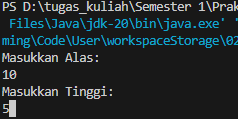 PS D:\tugas_kuliah\Semester 1\Prak
Files\Java\jdk-20\bin\java.exe' '
ming\Code\User\workspaceStorage\02
Masukkan Alas:
10
Masukkan Tinggi:
5